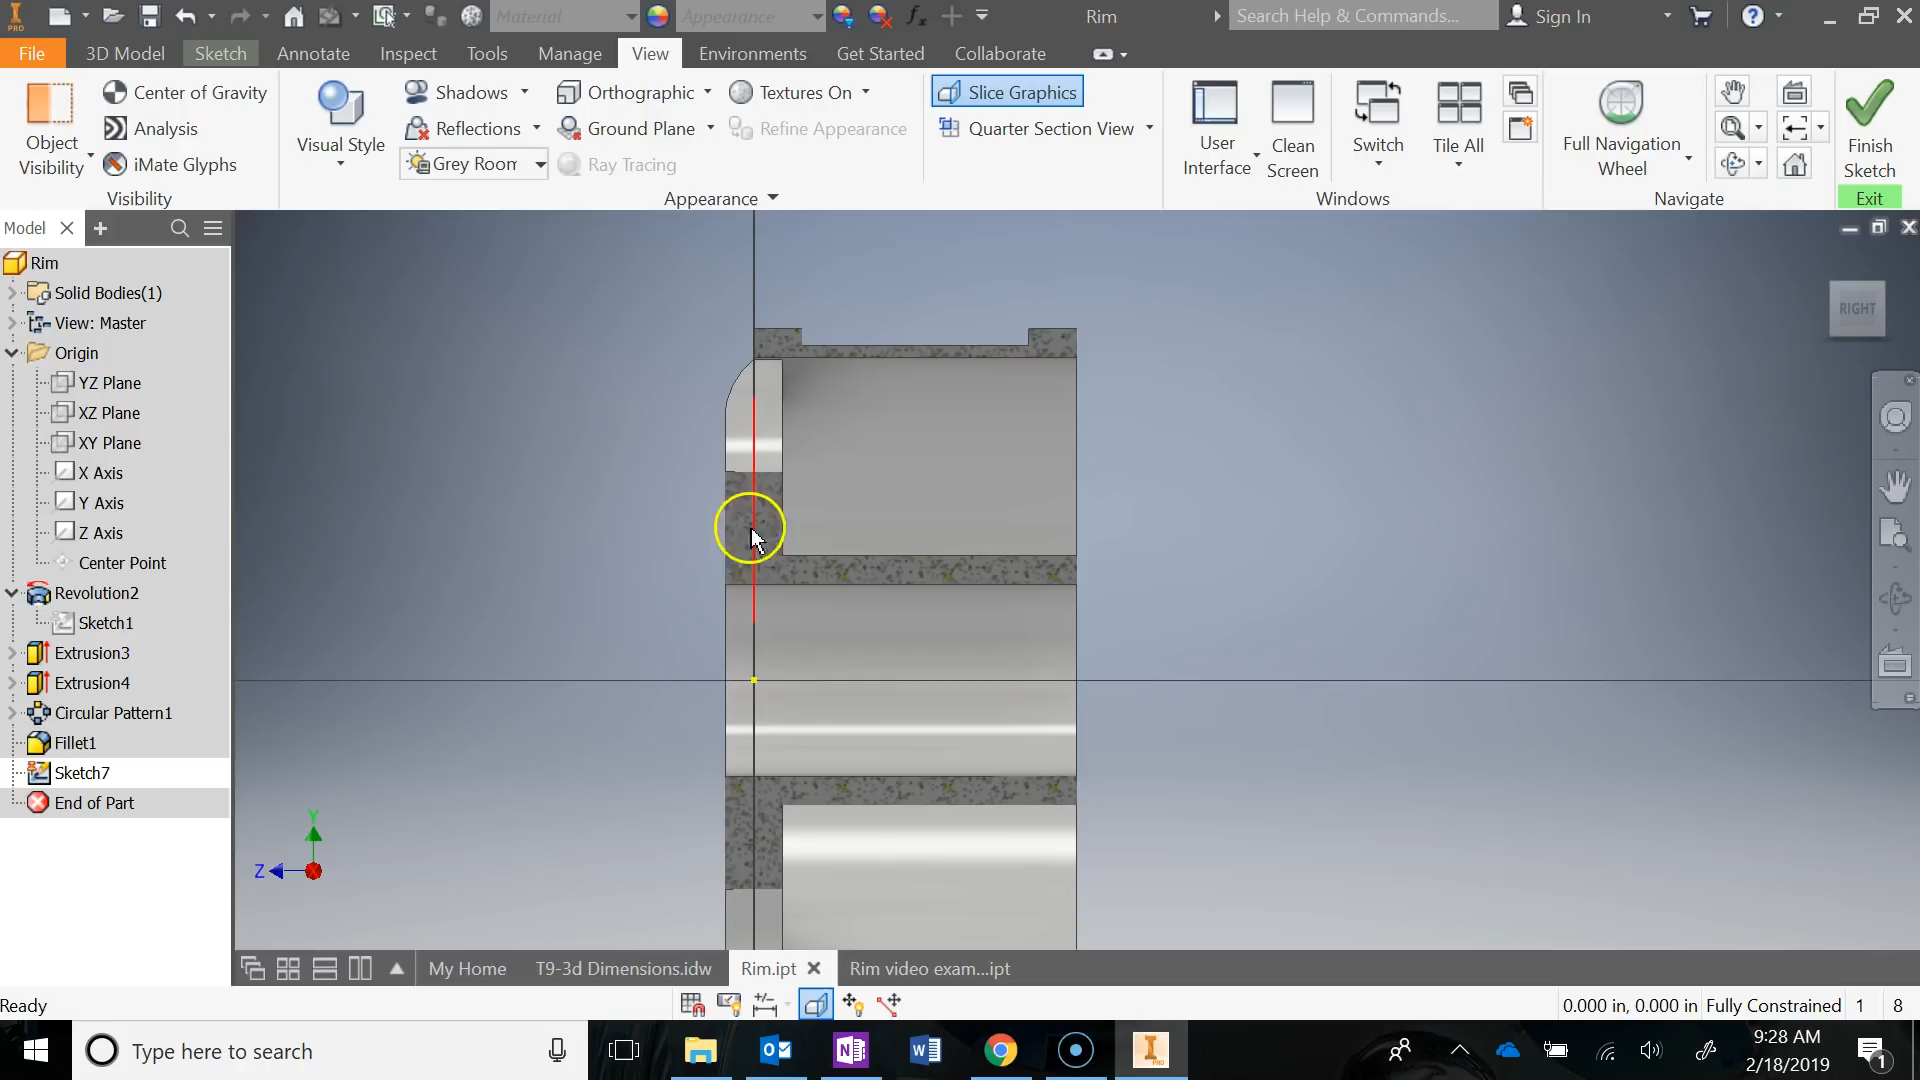 PRO
Material
Appearance
Rim
Search Help & Commands...
Sign In
File
3D Model
Sketch
Annotate
Inspect
Tools
Manage
View
Environments
Get Started
Collaborate
Object Visibility
Center of Gravity
Analysis
iMate Glyphs
Visibility
Visual Style
Shadows
Reflections
Grey Room
Orthographic
Ground Plane
Ray Tracing
Textures On
Refine Appearance
Appearance
Slice Graphics
Quarter Section View
User Interface
Clean Screen
Switch
Tile All
Windows
Full Navigation Wheel
Navigate
Finish Sketch
Exit
Model
Rim
Solid Bodies(1)
View: Master
Origin
YZ Plane
XZ Plane
XY Plane
X Axis
Y Axis
Z Axis
Center Point
Revolution2
Sketch1
Extrusion3
Extrusion4
Circular Pattern1
Fillet1
Sketch7
End of Part
RIGHT
Y
Z
X
My Home
T9-3d Dimensions.idw
Rim.ipt
Rim video exam...ipt
Ready
0.000 in, 0.000 in
Fully Constrained
1
8
Type here to search
9:28 AM
2/18/2019
1